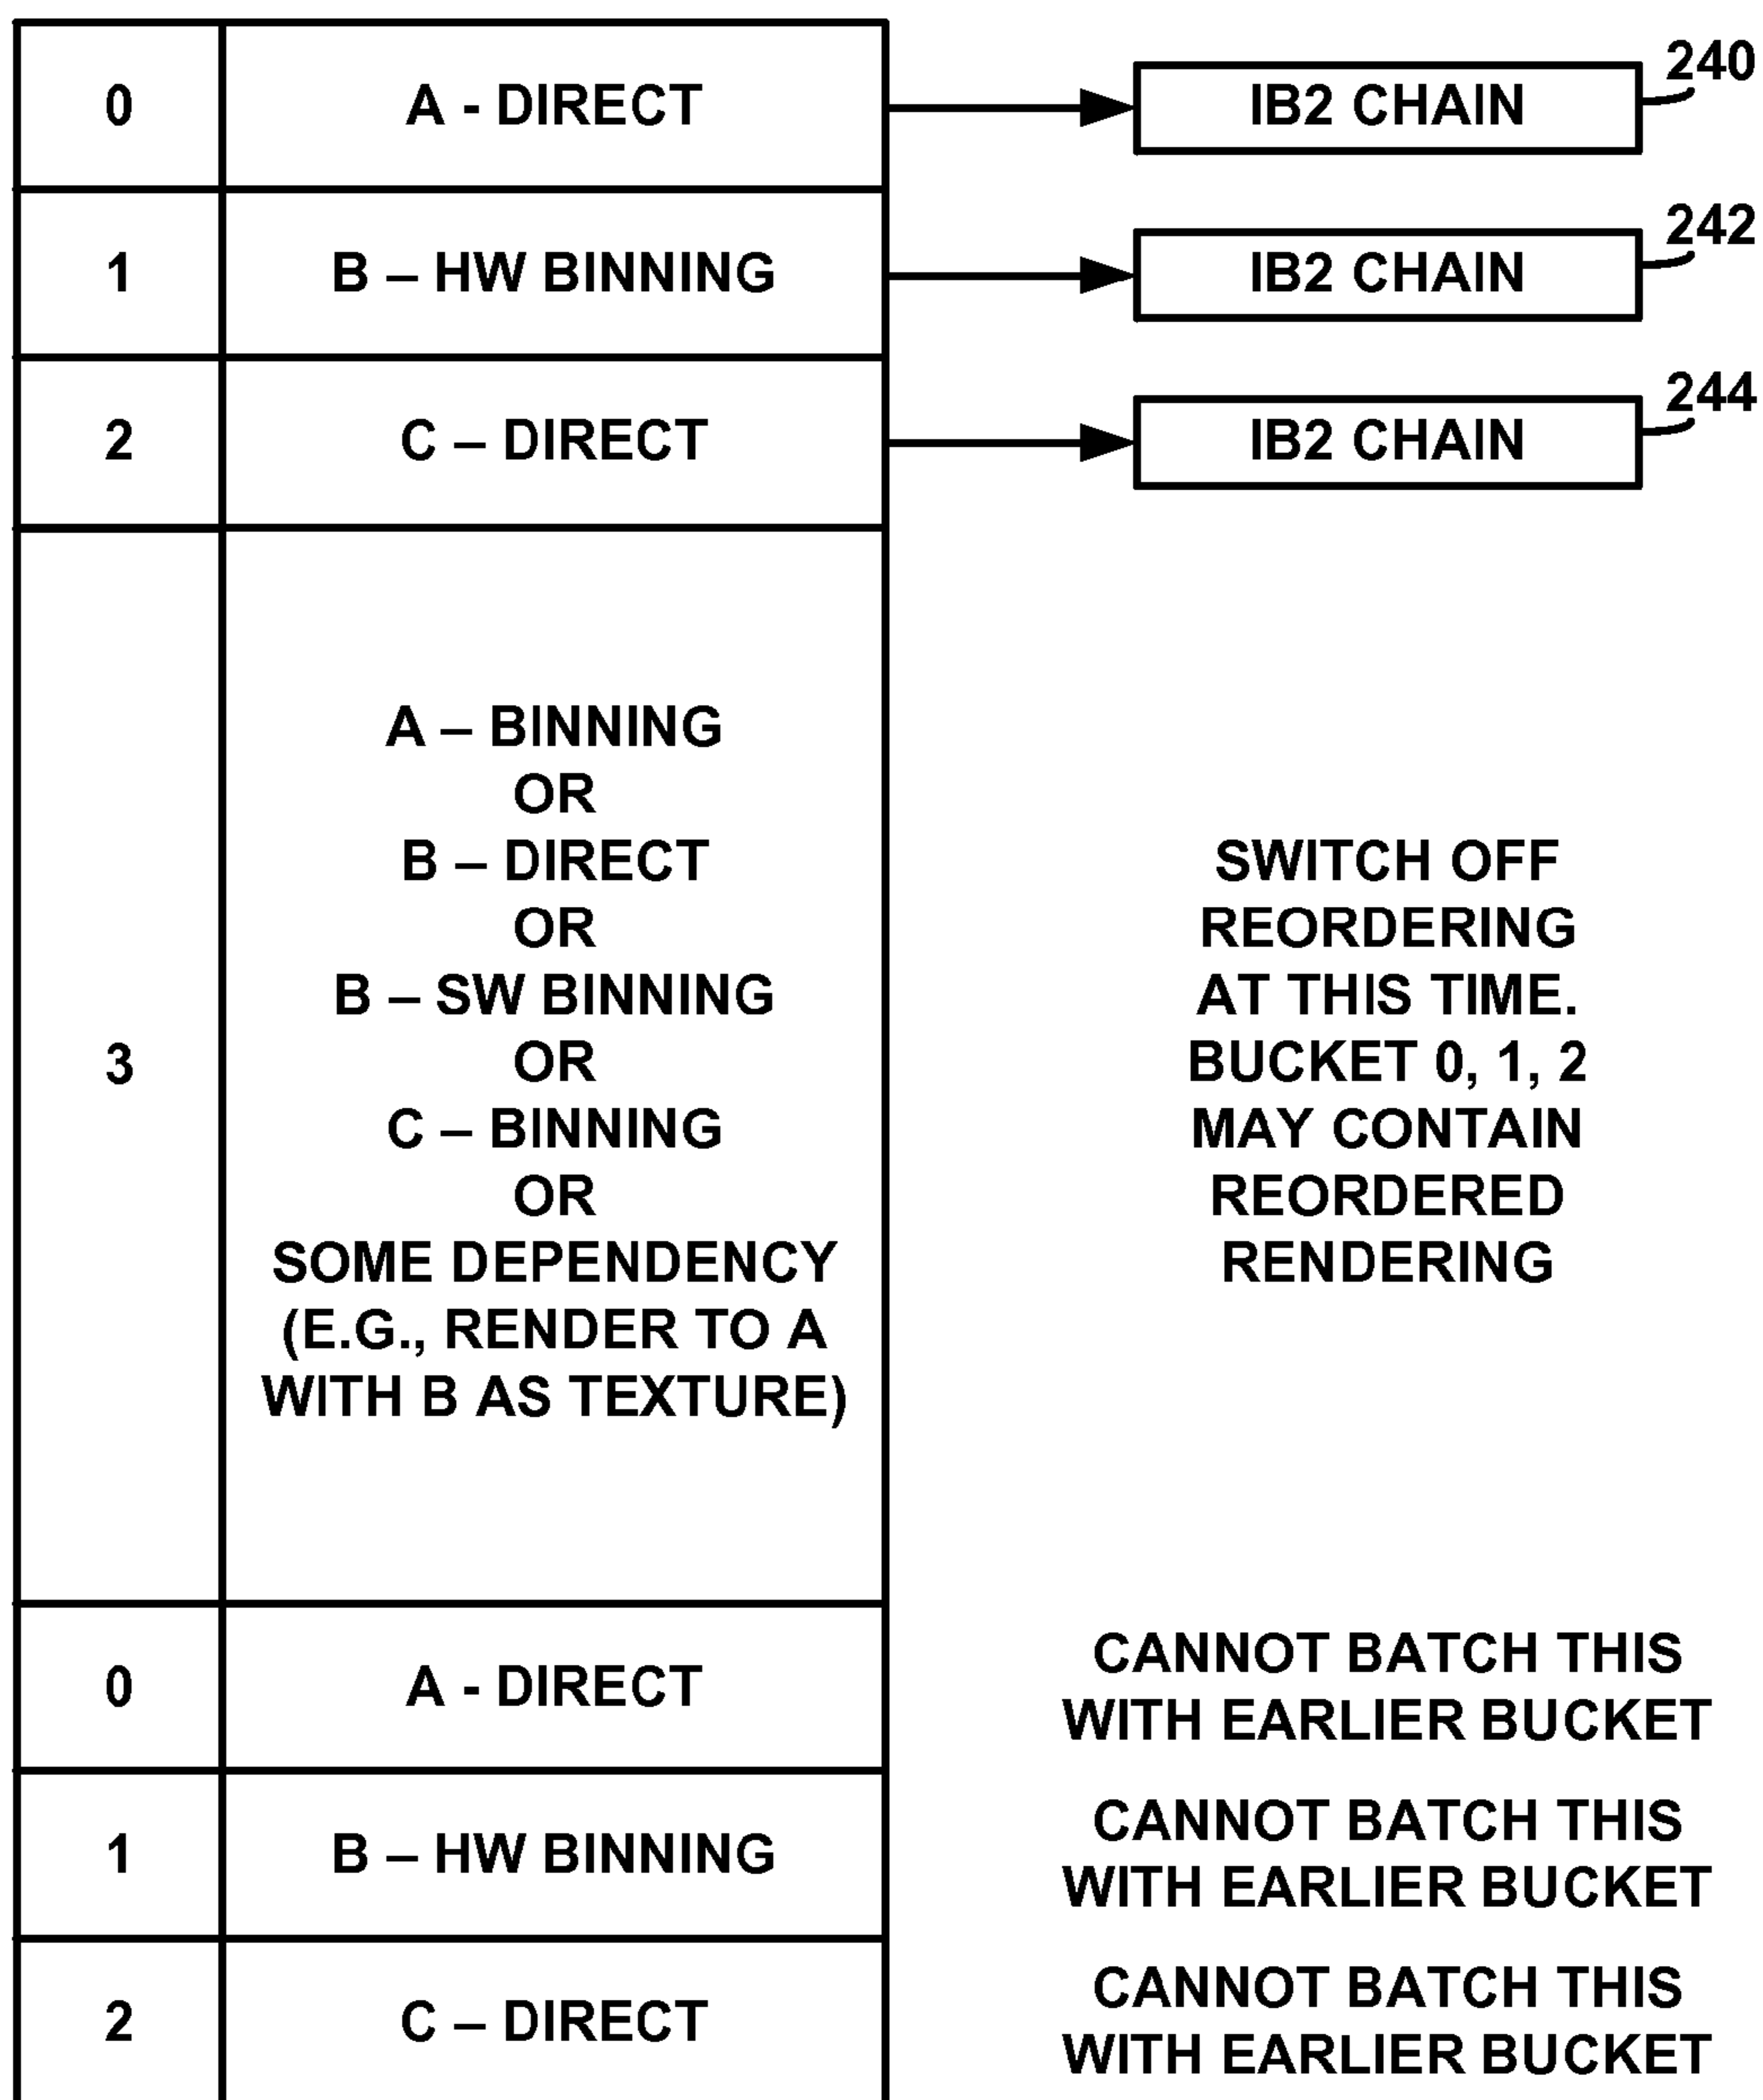 0
A - DIRECT
IB2 CHAIN
240
1
B – HW BINNING
IB2 CHAIN
242
2
C – DIRECT
IB2 CHAIN
244
3
A – BINNING
OR
B – DIRECT
OR
B – SW BINNING
OR
C – BINNING
OR
SOME DEPENDENCY
(E.G., RENDER TO A
WITH B AS TEXTURE)
SWITCH OFF
REORDERING
AT THIS TIME.
BUCKET 0, 1, 2
MAY CONTAIN
REORDERED
RENDERING
0
A - DIRECT
CANNOT BATCH THIS
WITH EARLIER BUCKET
1
B – HW BINNING
CANNOT BATCH THIS
WITH EARLIER BUCKET
2
C – DIRECT
CANNOT BATCH THIS
WITH EARLIER BUCKET